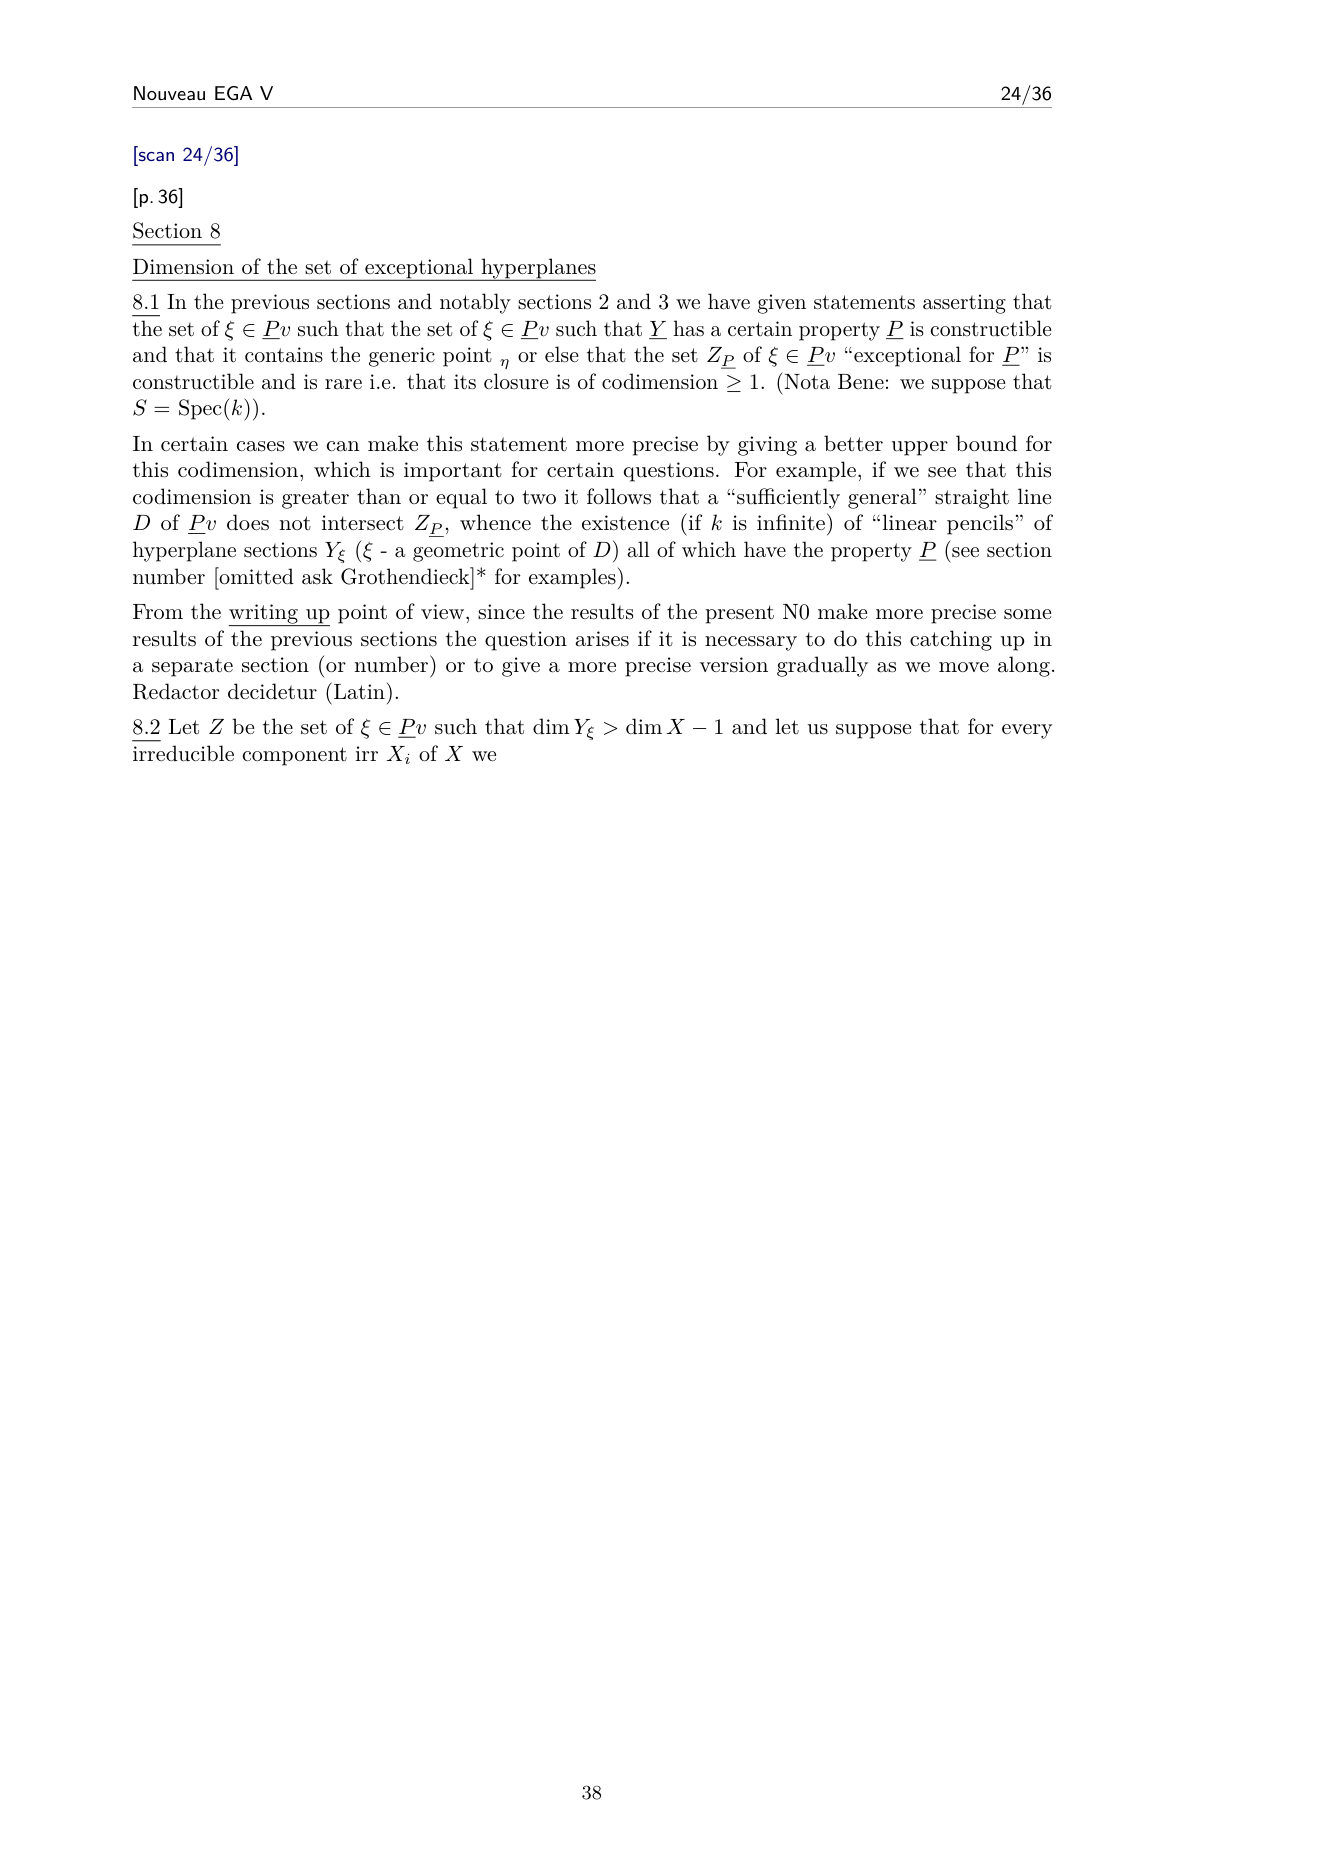 Nouveau EGA V 24/36
[scan 24/36]
[p. 36]
Section 8
Dimension of the set of exceptional hyperplanes
8.1 In the previous sections and notably sections 2 and 3 we have given statements asserting that
the set of ξ ∈ Pv such that the set of ξ ∈ Pv such that Y has a certain property P is constructible
and that it contains the generic point η or else that the set Z_P of ξ ∈ Pv “exceptional for P” is
constructible and is rare i.e. that its closure is of codimension ≥ 1. (Nota Bene: we suppose that
S = Spec(k)).
In certain cases we can make this statement more precise by giving a better upper bound for
this codimension, which is important for certain questions. For example, if we see that this
codimension is greater than or equal to two it follows that a “sufficiently general” straight line
D of Pv does not intersect Z_P, whence the existence (if k is infinite) of “linear pencils” of
hyperplane sections Y_ξ (ξ - a geometric point of D) all of which have the property P (see section
number [omitted ask Grothendieck]* for examples).
From the writing up point of view, since the results of the present N0 make more precise some
results of the previous sections the question arises if it is necessary to do this catching up in
a separate section (or number) or to give a more precise version gradually as we move along.
Redactor decidetur (Latin).
8.2 Let Z be the set of ξ ∈ Pv such that dim Y_ξ > dim X − 1 and let us suppose that for every
irreducible component irr X_i of X we
38